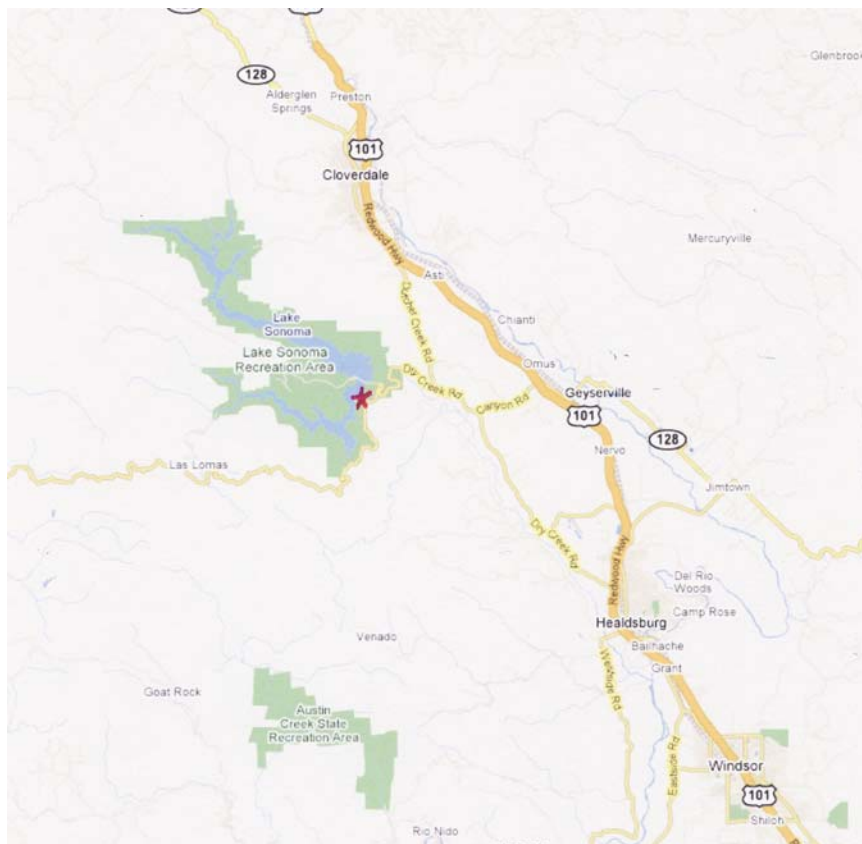 Glenbrook
128
Preston
Alderglen
Springs
101
Cloverdale
Redwood Hwy
Mercuryville
Asti
Dutcher Creek Rd
Chianti
Lake
Sonoma
Lake Sonoma
Recreation Area
Omus
Dry Creek Rd
Canyon Rd
Geyserville
101
128
Nervo
Las Lomas
Jimtown
Dry Creek Rd
Redwood Hwy
Del Rio
Woods
Camp Rose
Healdsburg
Venado
Bailhache
Grant
Westside Rd
Goat Rock
Austin
Creek State
Recreation Area
Eastside Rd
Windsor
101
Shiloh
Rio Nido